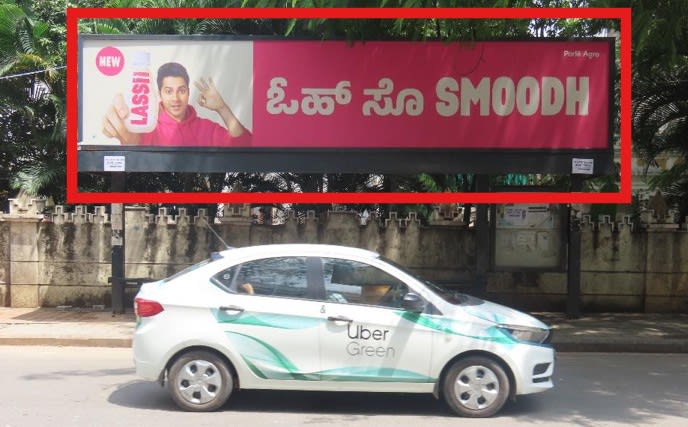 NEW
LASSI
Parle Agro
ಓಹ್ ಸೊ SMOODH
&
Uber
Green